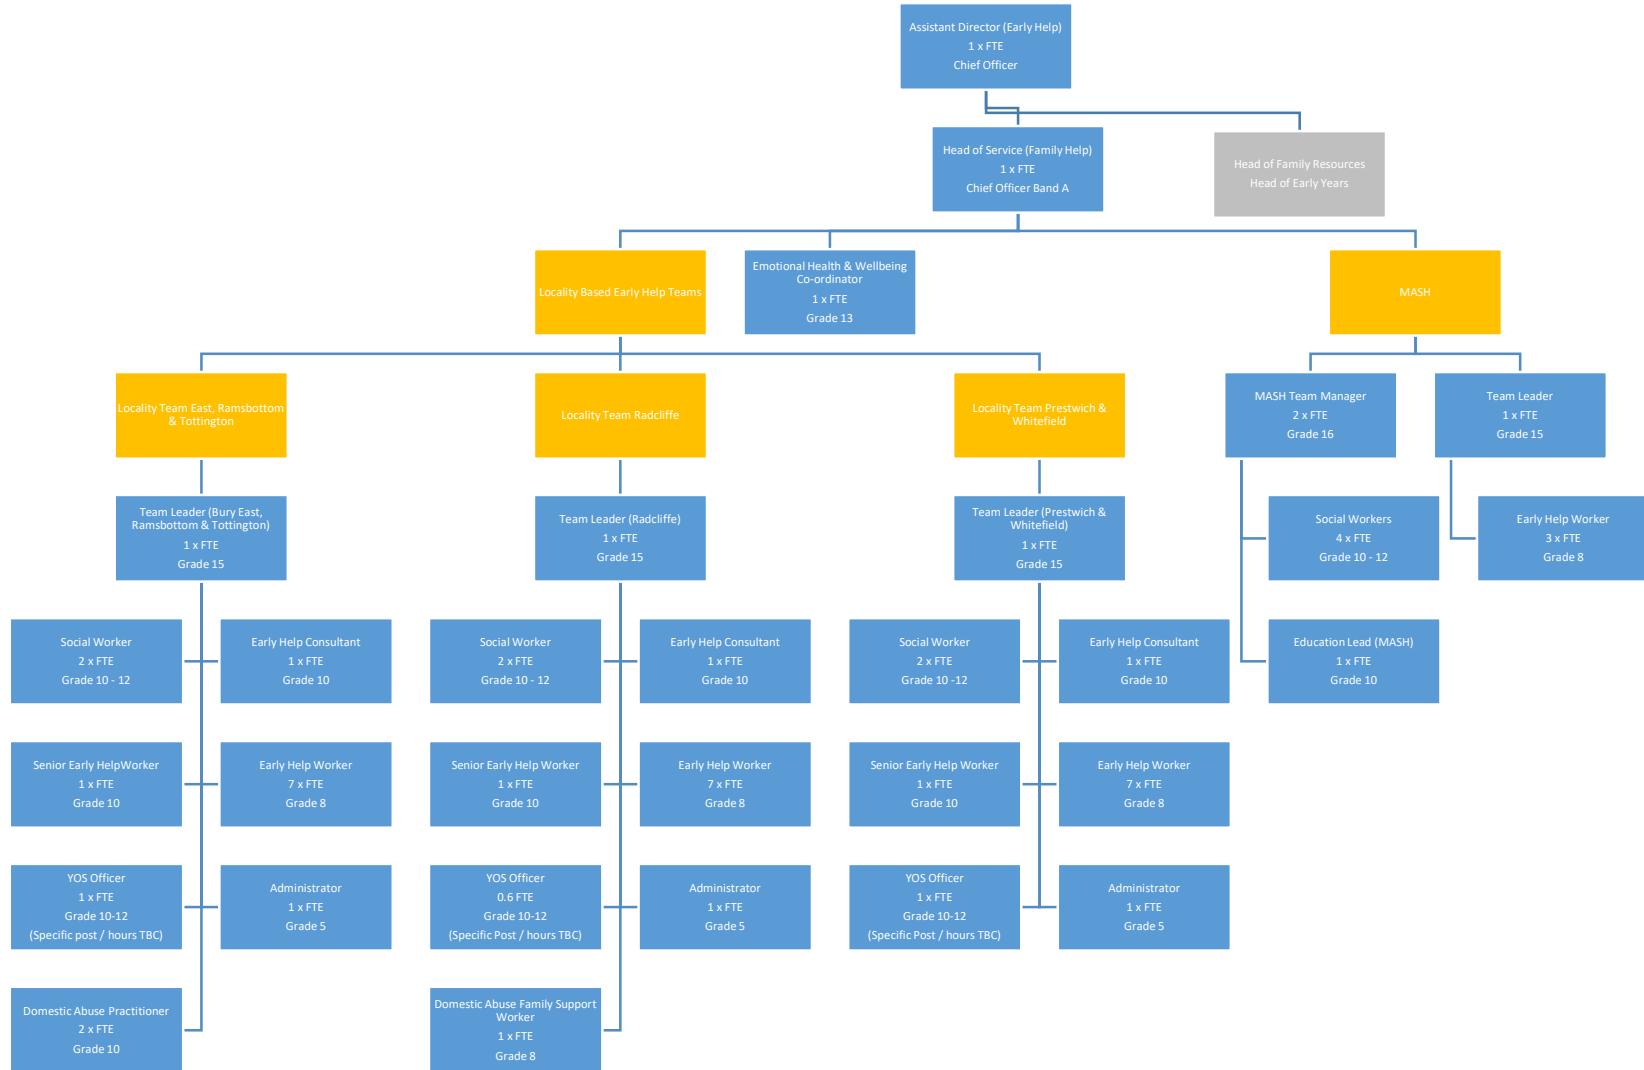 Assistant Director (Early Help)
1 x FTE
Chief Officer
Head of Service (Family Help)
1 x FTE
Chief Officer Band A
Head of Family Resources
Head of Early Years
Locality Based Early Help Teams
Emotional Health & Wellbeing
Co-ordinator
1 x FTE
Grade 13
MASH
Locality Team East, Ramsbottom
& Tottington
Locality Team Radcliffe
Locality Team Prestwich &
Whitefield
MASH Team Manager
2 x FTE
Grade 16
Team Leader
1 x FTE
Grade 15
Team Leader (Bury East,
Ramsbottom & Tottington)
1 x FTE
Grade 15
Team Leader (Radcliffe)
1 x FTE
Grade 15
Team Leader (Prestwich &
Whitefield)
1 x FTE
Grade 15
Social Workers
4 x FTE
Grade 10 - 12
Early Help Worker
3 x FTE
Grade 8
Social Worker
2 x FTE
Grade 10 - 12
Early Help Consultant
1 x FTE
Grade 10
Social Worker
2 x FTE
Grade 10 - 12
Early Help Consultant
1 x FTE
Grade 10
Social Worker
2 x FTE
Grade 10 -12
Early Help Consultant
1 x FTE
Grade 10
Education Lead (MASH)
1 x FTE
Grade 10
Senior Early HelpWorker
1 x FTE
Grade 10
Early Help Worker
7 x FTE
Grade 8
Senior Early Help Worker
1 x FTE
Grade 10
Early Help Worker
7 x FTE
Grade 8
Senior Early Help Worker
1 x FTE
Grade 10
Early Help Worker
7 x FTE
Grade 8
YOS Officer
1 x FTE
Grade 10-12
(Specific post / hours TBC)
Administrator
1 x FTE
Grade 5
YOS Officer
0.6 FTE
Grade 10-12
(Specific Post / hours TBC)
Administrator
1 x FTE
Grade 5
YOS Officer
1 x FTE
Grade 10-12
(Specific Post / hours TBC)
Administrator
1 x FTE
Grade 5
Domestic Abuse Practitioner
2 x FTE
Grade 10
Domestic Abuse Family Support
Worker
1 x FTE
Grade 8